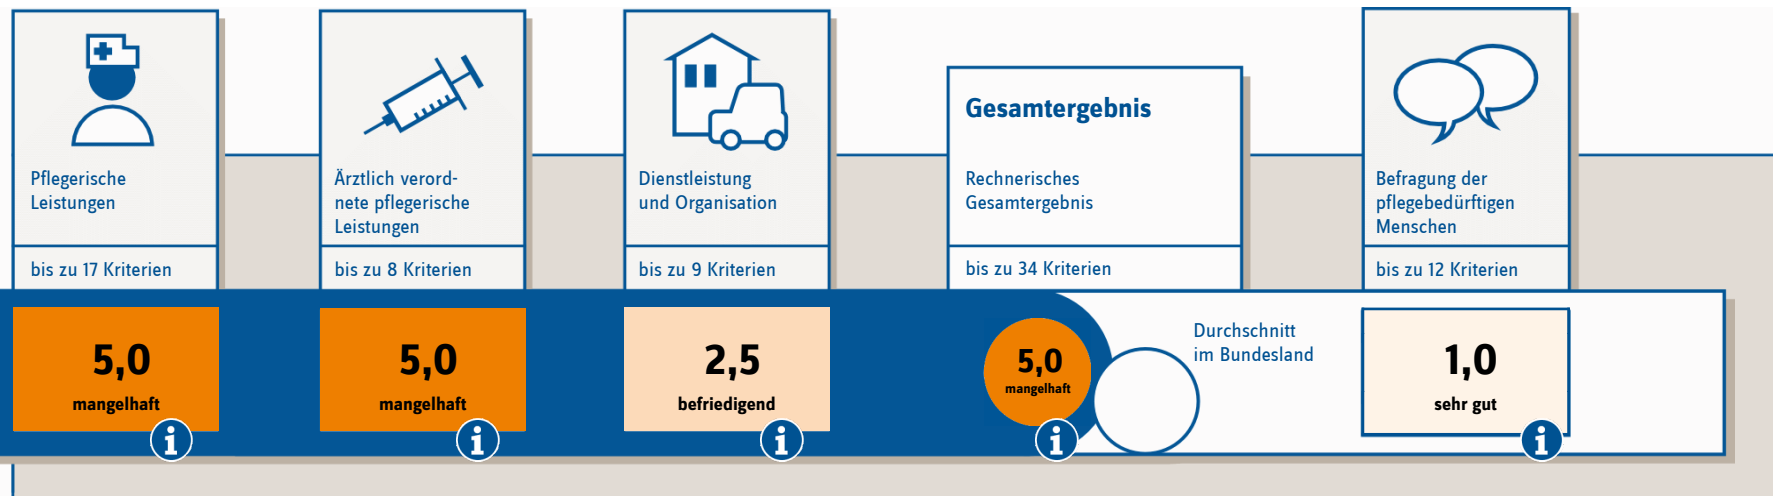 Pflegerische
Leistungen
bis zu 17 Kriterien
5,0
mangelhaft
i
Ärztlich verord-
nete pflegerische
Leistungen
bis zu 8 Kriterien
5,0
mangelhaft
i
Dienstleistung
und Organisation
bis zu 9 Kriterien
2,5
befriedigend
i
Gesamtergebnis
Rechnerisches
Gesamtergebnis
bis zu 34 Kriterien
5,0
mangelhaft
i
Durchschnitt
im Bundesland
Befragung der
pflegebedürftigen
Menschen
bis zu 12 Kriterien
1,0
sehr gut
i